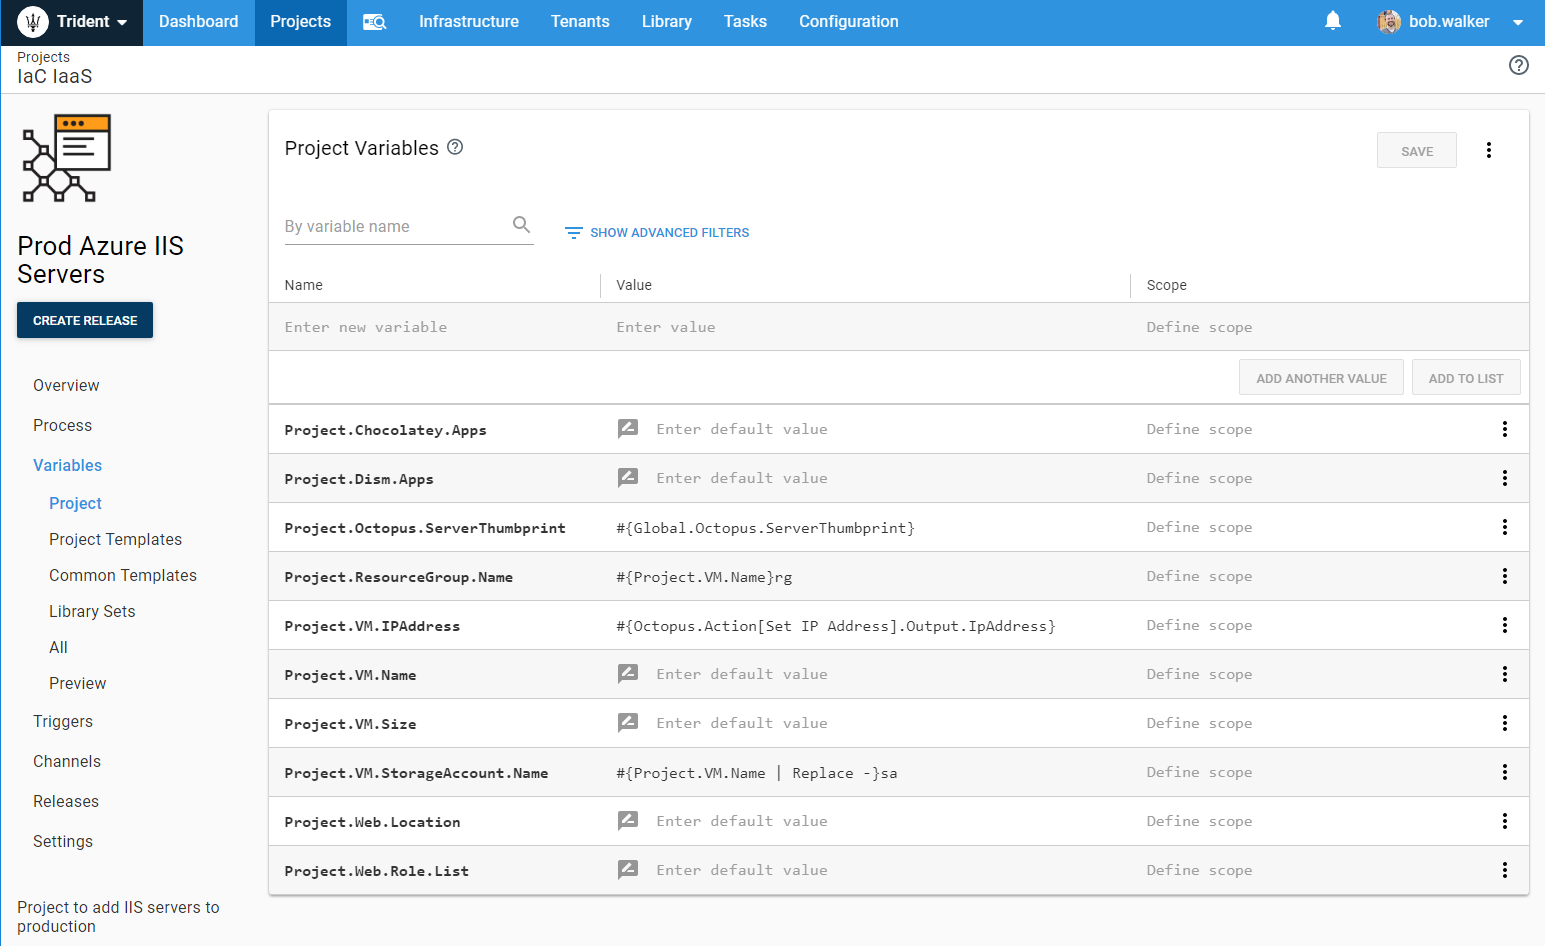 Trident Dashboard Projects Infrastructure Tenants Library Tasks Configuration bob.walker
Projects
IaC IaaS
Prod Azure IIS
Servers
CREATE RELEASE
Overview
Process
Variables
Project
Project Templates
Common Templates
Library Sets
All
Preview
Triggers
Channels
Releases
Settings
Project to add IIS servers to
production
Project Variables
SAVE
By variable name
SHOW ADVANCED FILTERS
Name Value Scope
Enter new variable Enter value Define scope
ADD ANOTHER VALUE ADD TO LIST
Project.Chocolatey.Apps Enter default value Define scope
Project.Dism.Apps Enter default value Define scope
Project.Octopus.ServerThumbprint #{Global.Octopus.ServerThumbprint} Define scope
Project.ResourceGroup.Name #{Project.VM.Name}rg Define scope
Project.VM.IPAddress #{Octopus.Action[Set IP Address].Output.IpAddress} Define scope
Project.VM.Name Enter default value Define scope
Project.VM.Size Enter default value Define scope
Project.VM.StorageAccount.Name #{Project.VM.Name | Replace -}sa Define scope
Project.Web.Location Enter default value Define scope
Project.Web.Role.List Enter default value Define scope